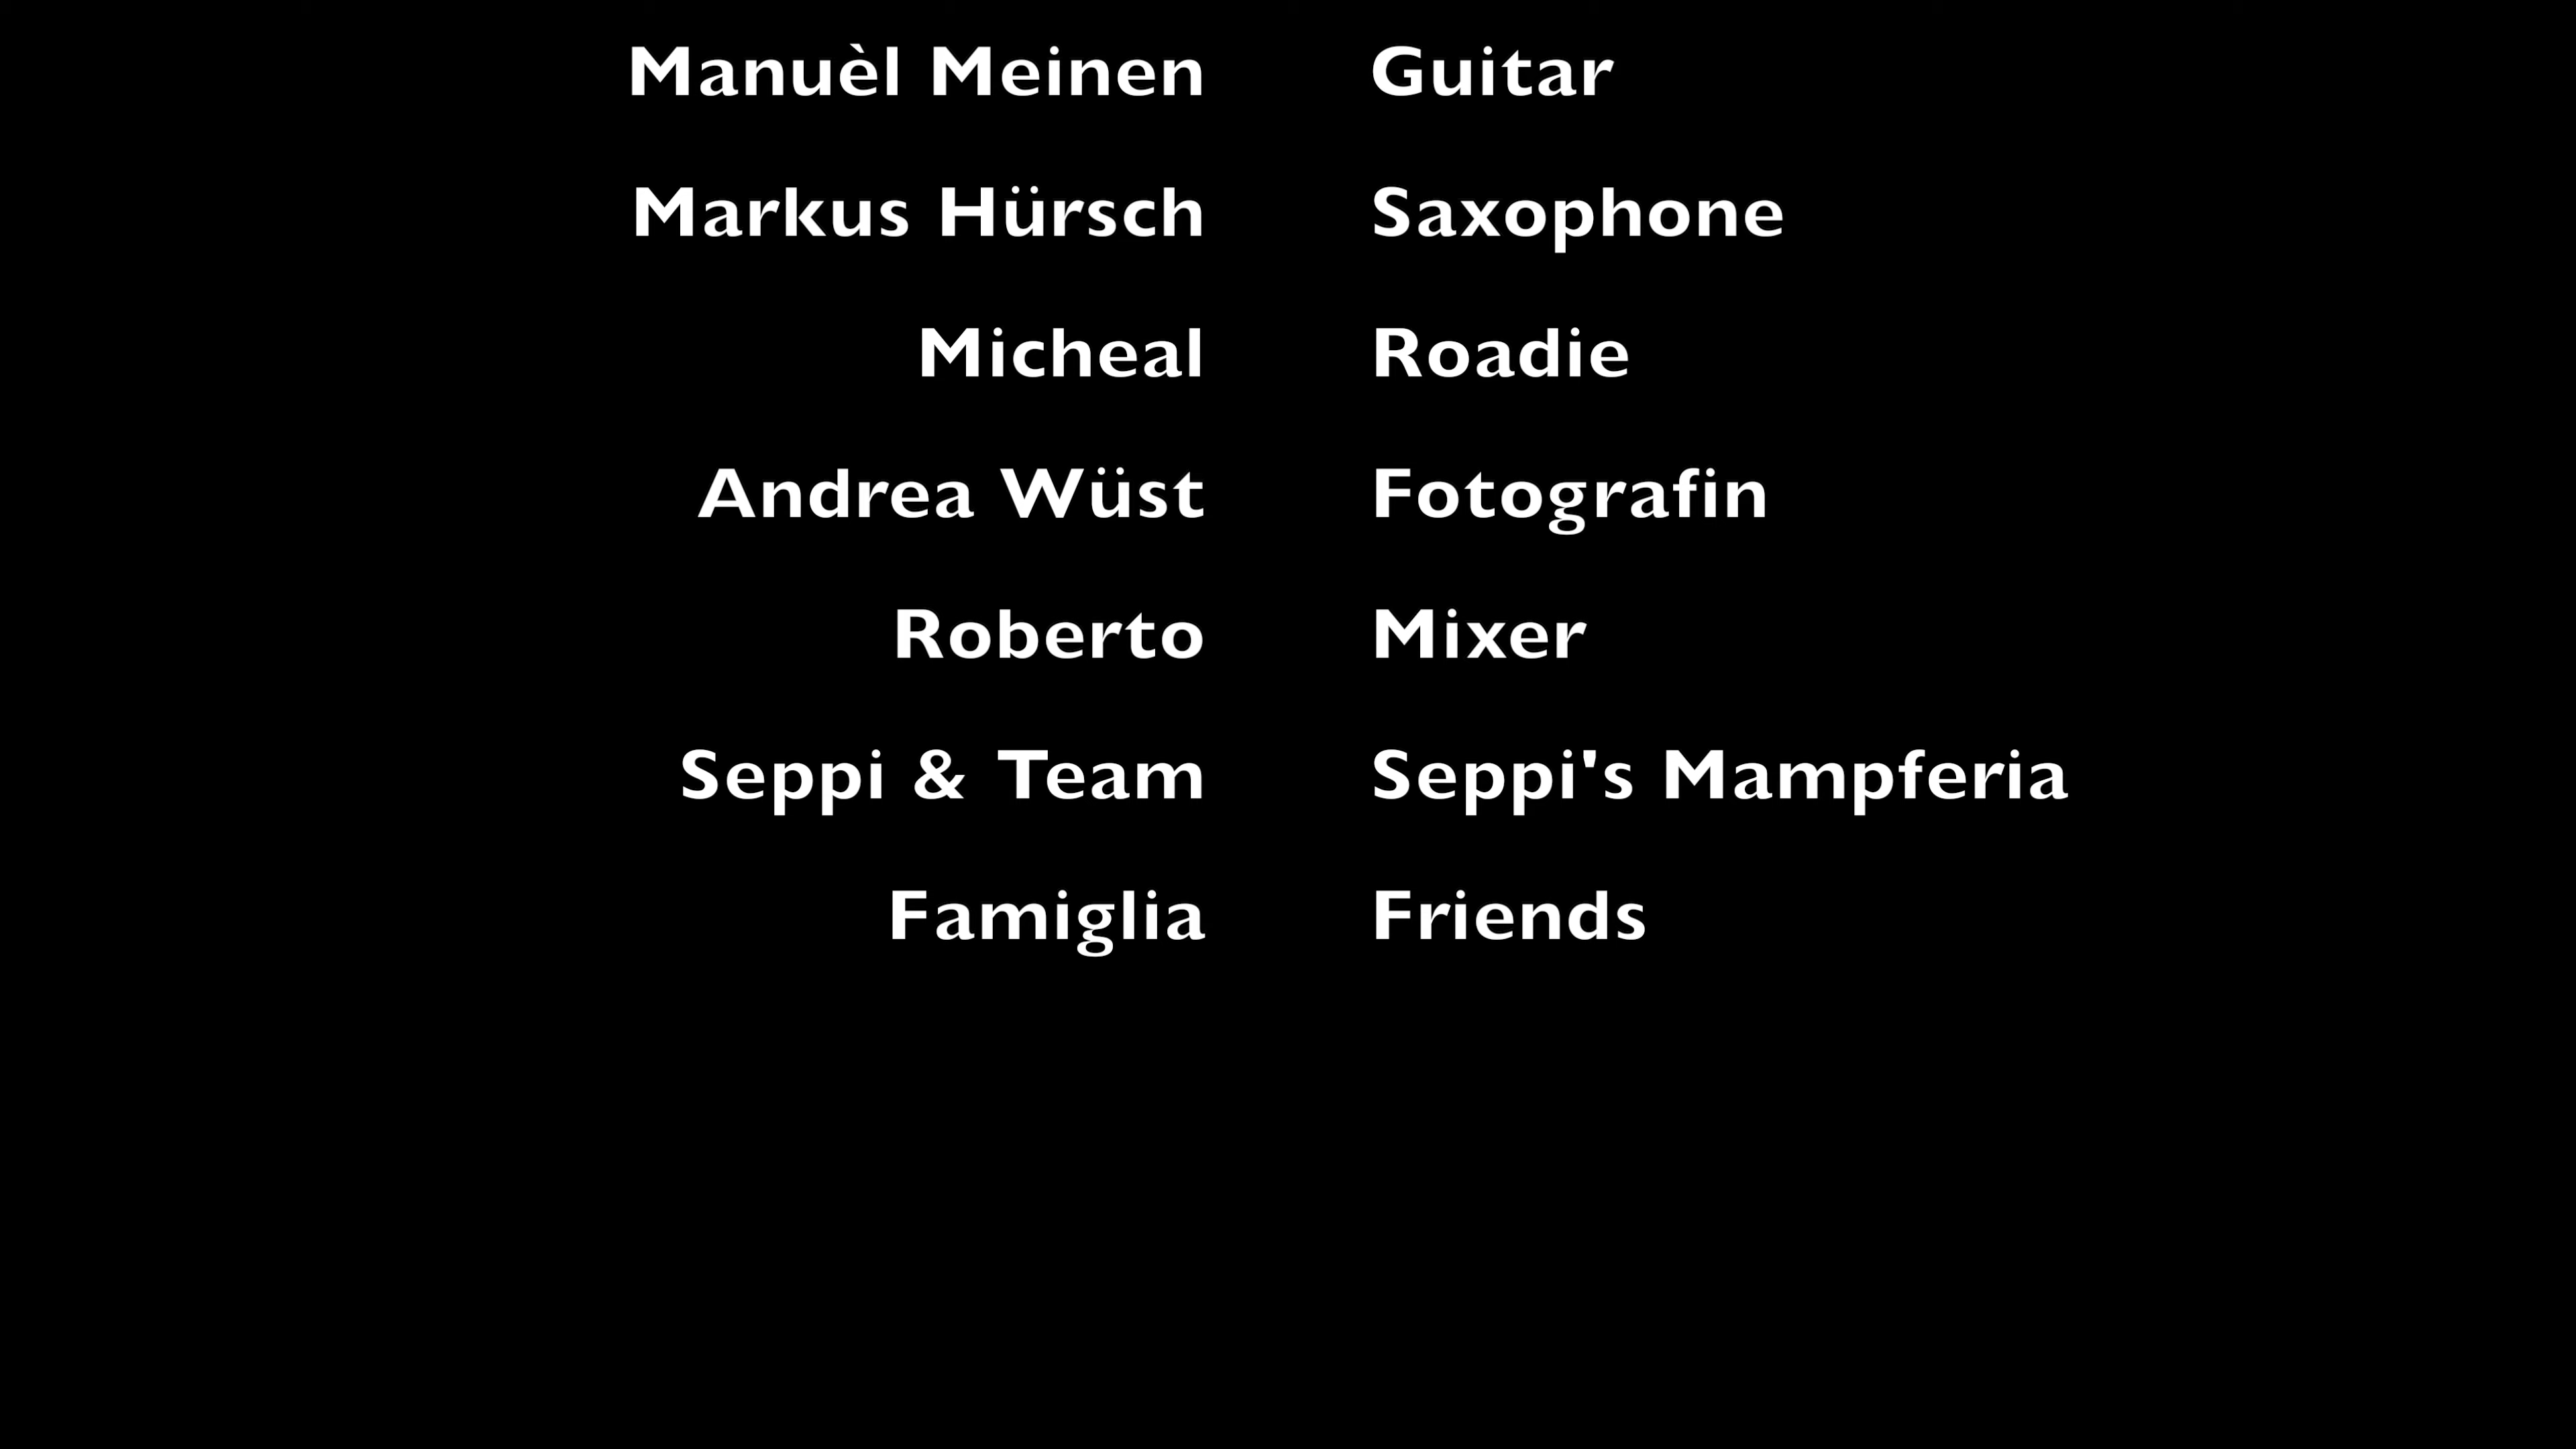 Manuèl Meinen Guitar
Markus Hürsch Saxophone
Micheal Roadie
Andrea Wüst Fotografin
Roberto Mixer
Seppi & Team Seppi's Mampferia
Famiglia Friends